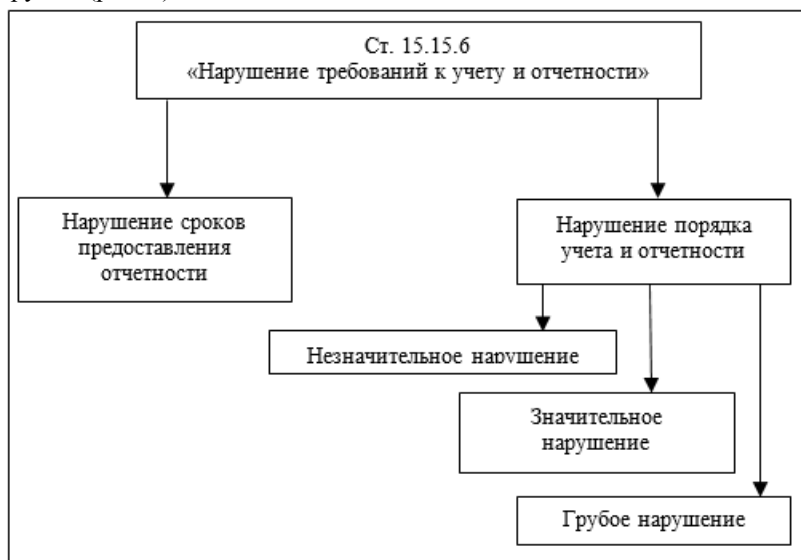 Ст. 15.15.6
«Нарушение требований к учету и отчетности»
Нарушение сроков
предоставления
отчетности
Нарушение порядка
учета и отчетности
Незначительное нарушение
Значительное
нарушение
Грубое нарушение